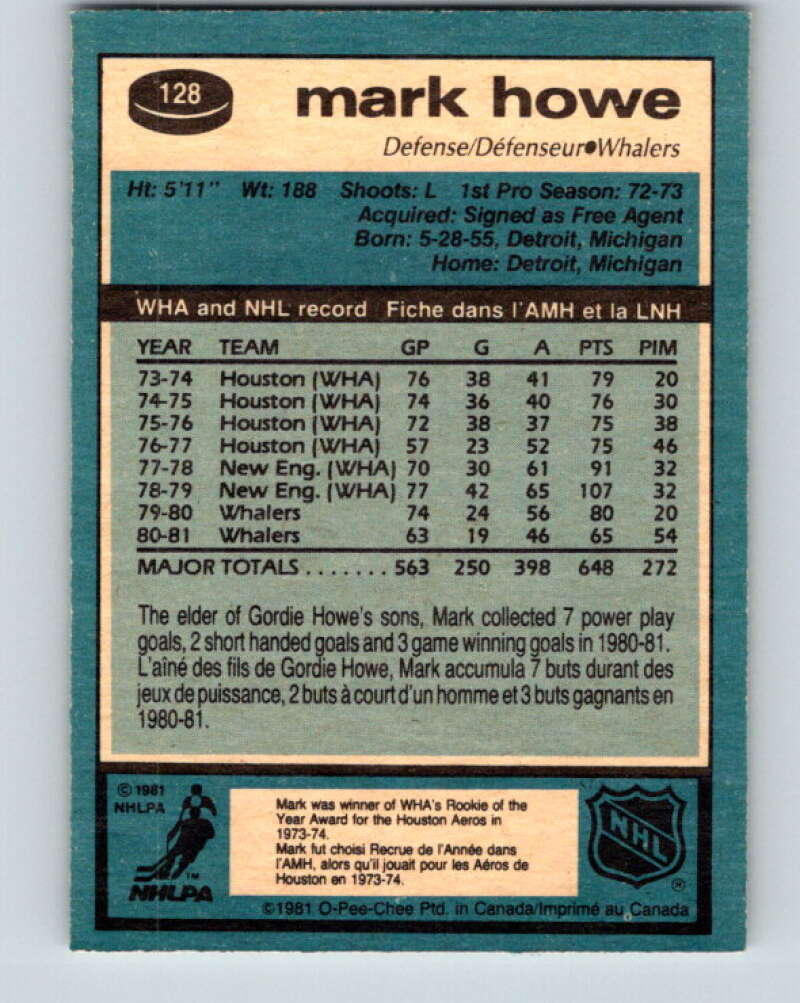 128
mark howe
Defense/Défenseur●Whalers
Ht: 5'11" Wt: 188 Shoots: L 1st Pro Season: 72-73
Acquired: Signed as Free Agent
Born: 5-28-55, Detroit, Michigan
Home: Detroit, Michigan
WHA and NHL record Fiche dans l'AMH et la LNH
YEAR TEAM GP G A PTS PIM
73-74 Houston (WHA) 76 38 41 79 20
74-75 Houston (WHA) 74 36 40 76 30
75-76 Houston (WHA) 72 38 37 75 38
76-77 Houston (WHA) 57 23 52 75 46
77-78 New Eng. (WHA) 70 30 61 91 32
78-79 New Eng. (WHA) 77 42 65 107 32
79-80 Whalers 74 24 56 80 20
80-81 Whalers 63 19 46 65 54
MAJOR TOTALS ....... 563 250 398 648 272
The elder of Gordie Howe's sons, Mark collected 7 power play
goals, 2 short handed goals and 3 game winning goals in 1980-81.
L'aîné des fils de Gordie Howe, Mark accumula 7 buts durant des
jeux de puissance, 2 buts à court d'un homme et 3 buts gagnants en
1980-81.
© 1981
NHLPA
TM
NHLPA
Mark was winner of WHA's Rookie of the
Year Award for the Houston Aeros in
1973-74.
Mark fut choisi Recrue de l'Année dans
l'AMH, alors qu'il jouait pour les Aéros de
Houston en 1973-74.
NHL
®
©1981 O-Pee-Chee Ptd. in Canada/Imprimé au Canada